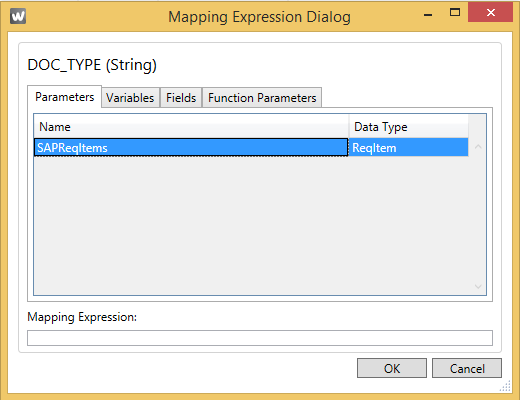 W
Mapping Expression Dialog
DOC_TYPE (String)
Parameters Variables Fields Function Parameters
Name Data Type
SAPReqItems ReqItem
Mapping Expression:
OK Cancel